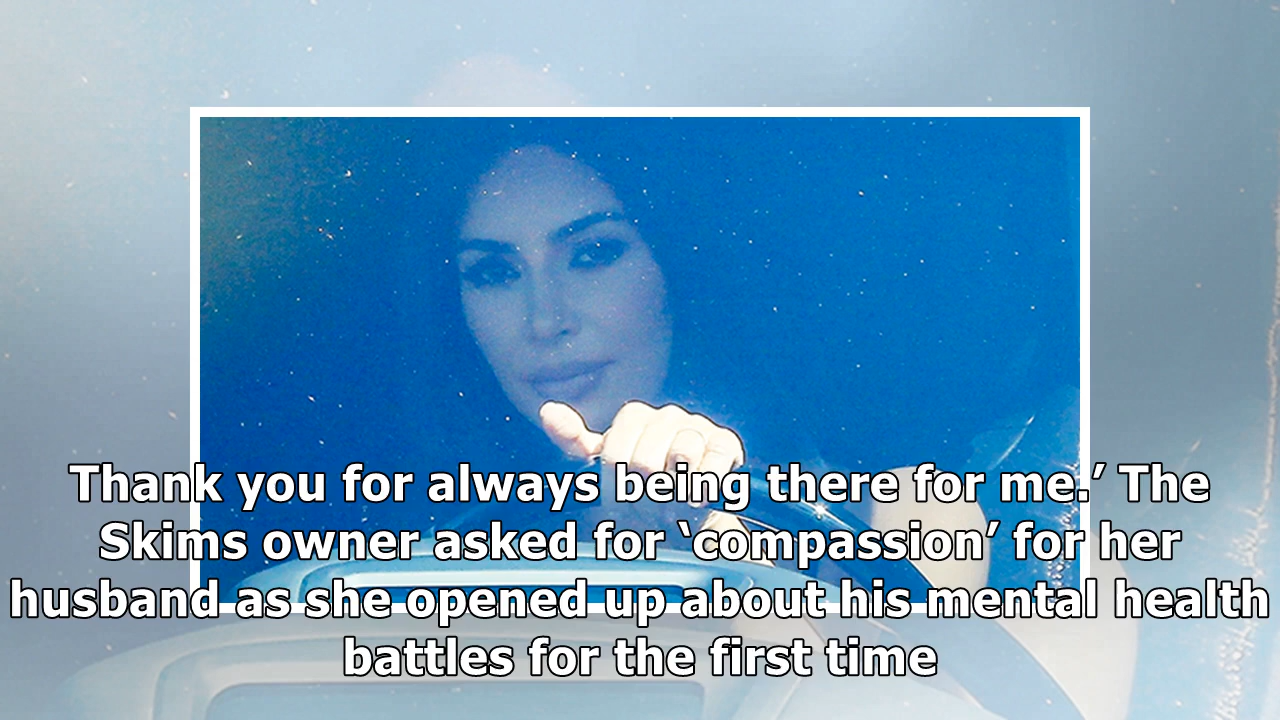 Thank you for always being there for me.’ The
Skims owner asked for ‘compassion’ for her
husband as she opened up about his mental health
battles for the first time